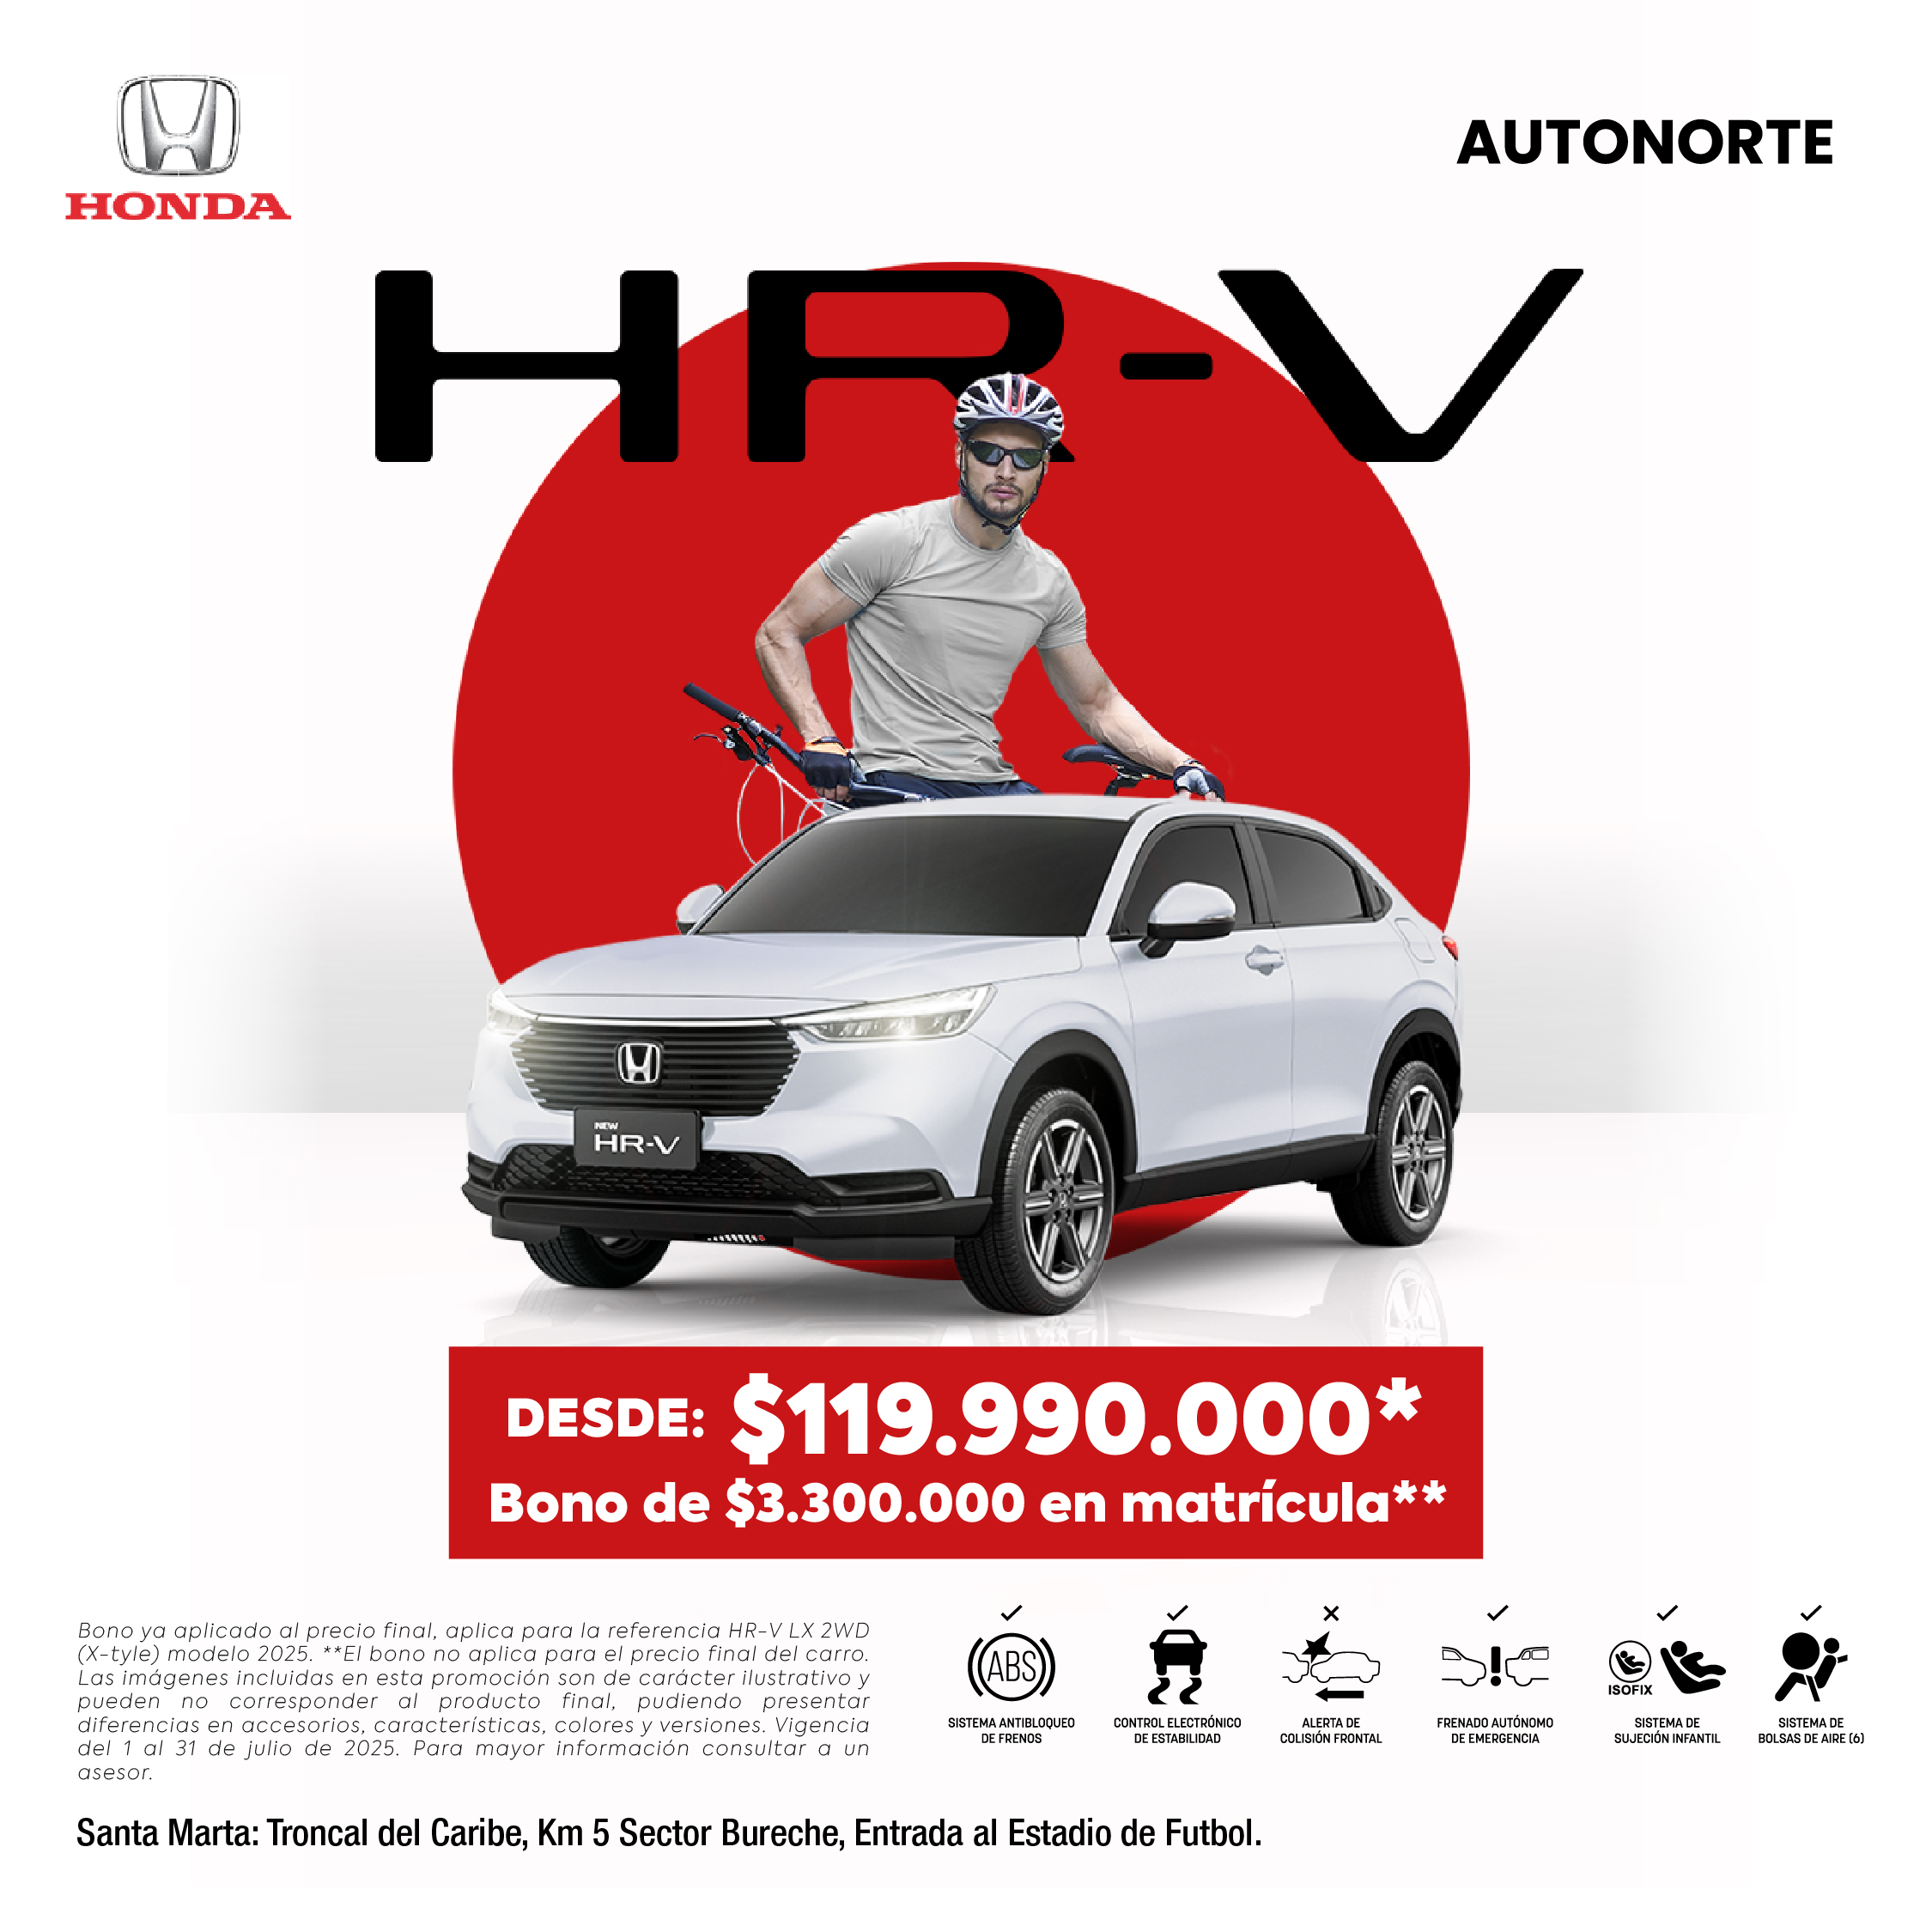 HONDA
AUTONORTE
HR-V
NEW
HR-V
DESDE: $119.990.000*
Bono de $3.300.000 en matrícula**
Bono ya aplicado al precio final, aplica para la referencia HR-V LX 2WD
(X-tyle) modelo 2025. **El bono no aplica para el precio final del carro.
Las imágenes incluidas en esta promoción son de carácter ilustrativo y
pueden no corresponder al producto final, pudiendo presentar
diferencias en accesorios, características, colores y versiones. Vigencia
del 1 al 31 de julio de 2025. Para mayor información consultar a un
asesor.
ABS
SISTEMA ANTIBLOQUEO
DE FRENOS
CONTROL ELECTRÓNICO
DE ESTABILIDAD
ALERTA DE
COLISIÓN FRONTAL
FRENADO AUTÓNOMO
DE EMERGENCIA
ISOFIX
SISTEMA DE
SUJECIÓN INFANTIL
SISTEMA DE
BOLSAS DE AIRE (6)
Santa Marta: Troncal del Caribe, Km 5 Sector Bureche, Entrada al Estadio de Futbol.